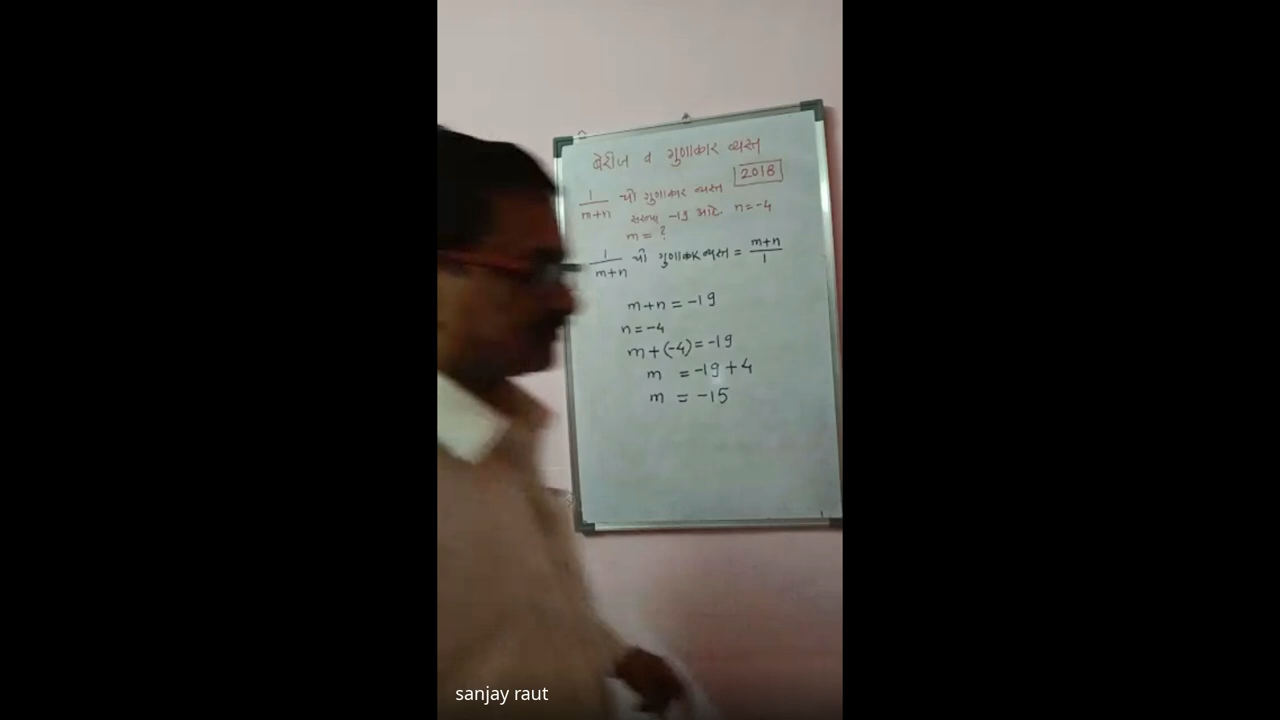 बेरीज व गुणाकार व्यस्त
2018
1/m+n ची गुणाकार व्यस्त
संख्या -19 आहे. n=-4
m = ?
1/m+n ची गुणाकार व्यस्त = m+n/1
m+n = -19
n = -4
m+(-4) = -19
m = -19+4
m = -15
sanjay raut